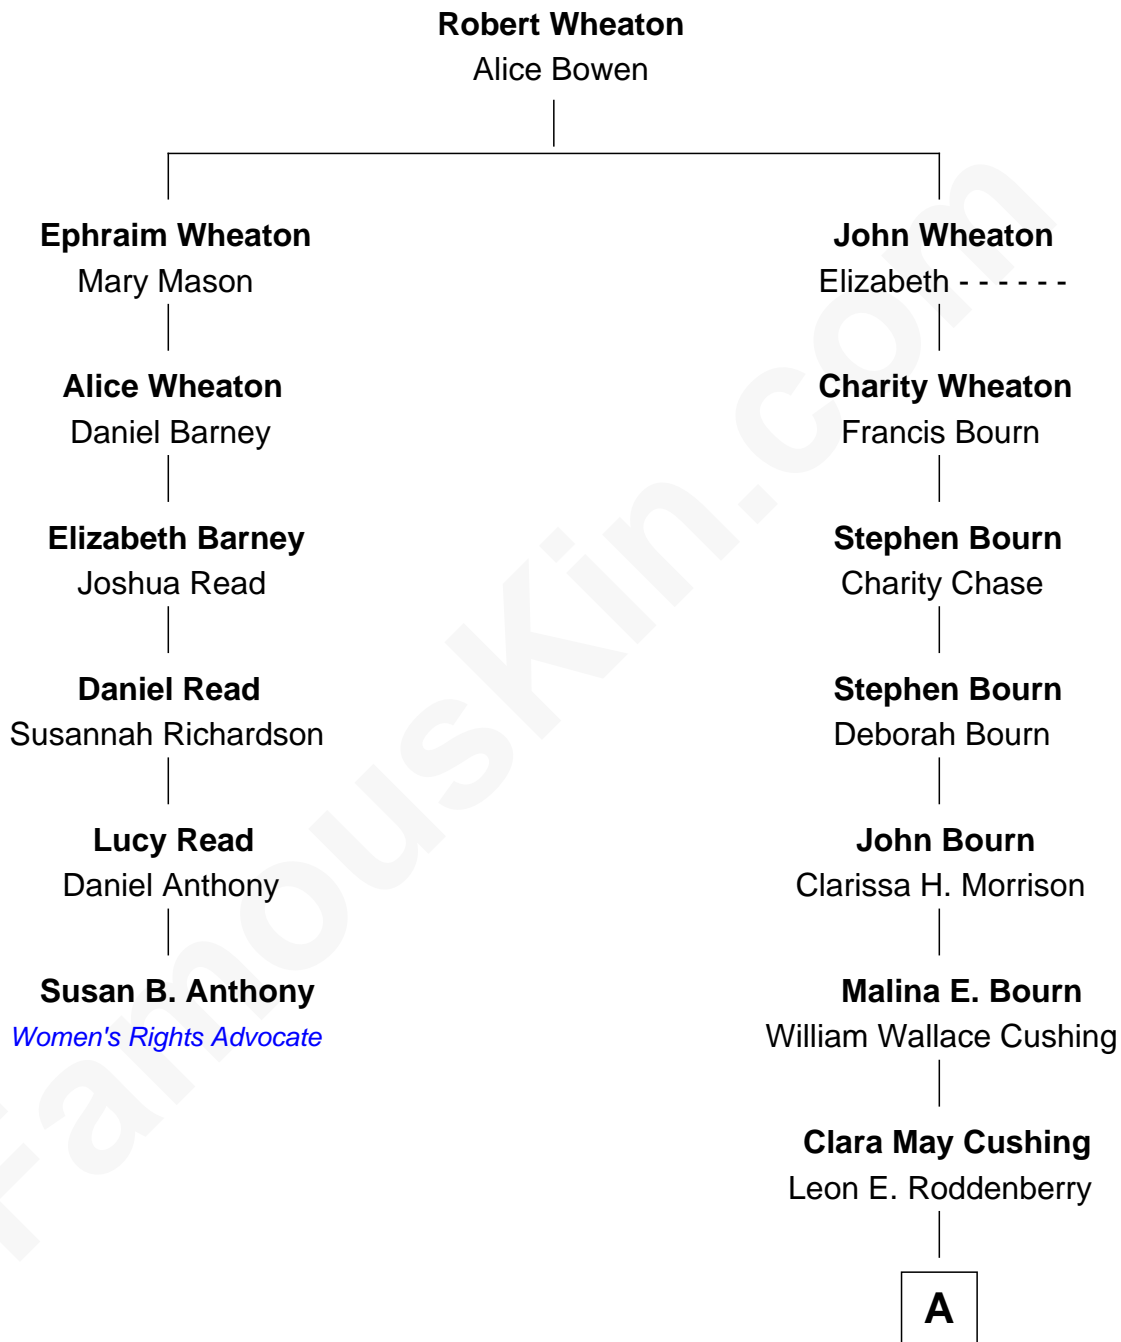 Robert Wheaton
Alice Bowen
Ephraim Wheaton
Mary Mason
Alice Wheaton
Daniel Barney
Elizabeth Barney
Joshua Read
Daniel Read
Susannah Richardson
Lucy Read
Daniel Anthony
Susan B. Anthony
Women's Rights Advocate
John Wheaton
Elizabeth - - - - - -
Charity Wheaton
Francis Bourn
Stephen Bourn
Charity Chase
Stephen Bourn
Deborah Bourn
John Bourn
Clarissa H. Morrison
Malina E. Bourn
William Wallace Cushing
Clara May Cushing
Leon E. Roddenberry
A
FamousKin.com